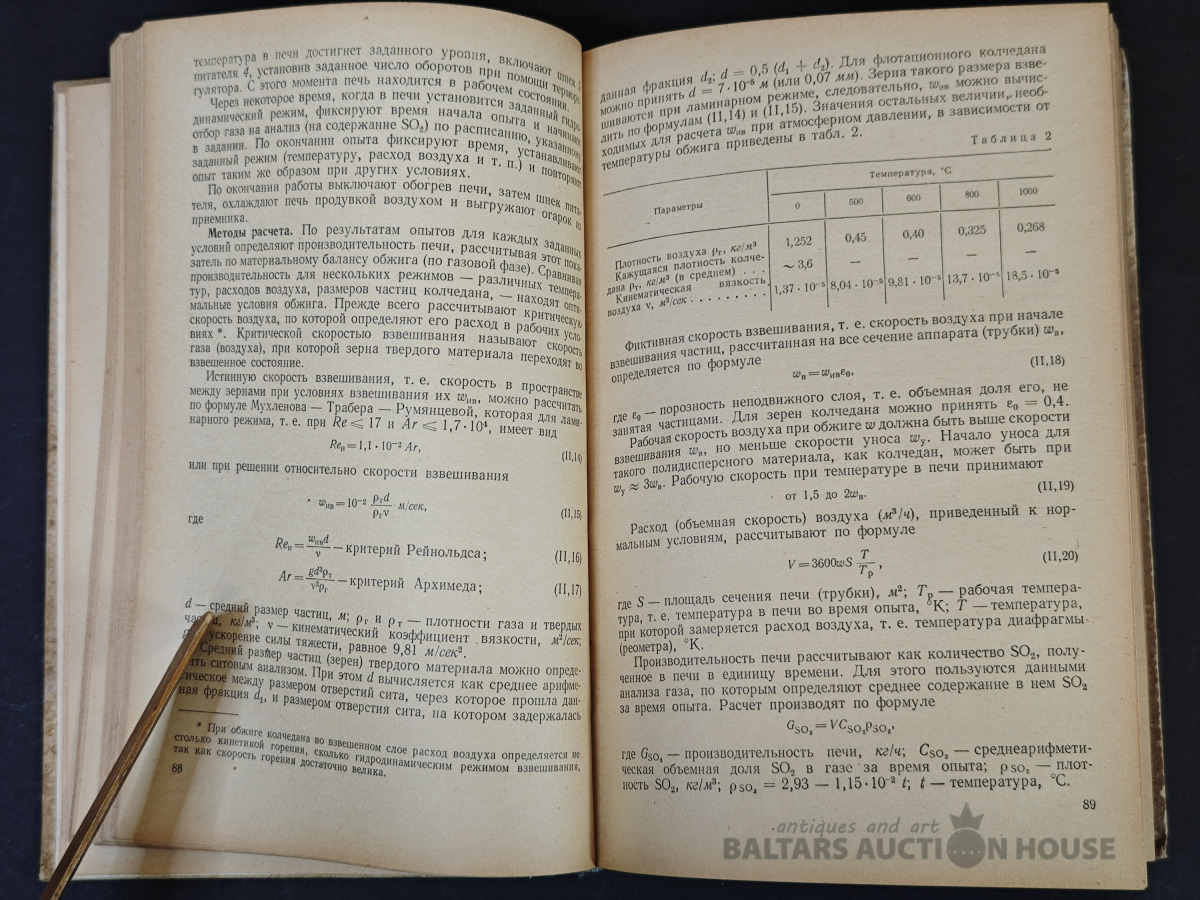 температура в печи достигнет заданного уровня, включают шнек
питателя 4, установив заданное число оборотов при помощи терморе-
гулятора. С этого момента печь находится в рабочем состоянии.
Через некоторое время, когда в печи установится заданный гидро-
динамический режим, фиксируют время начала опыта и начинают
отбор газа на анализ (на содержание SO₂) по расписанию, указанному
в задании. По окончании опыта фиксируют время, устанавливают
заданный режим (температуру, расход воздуха и т. п.) и повторяют
опыт таким же образом при других условиях.
По окончании работы выключают обогрев печи, затем шнек пита-
теля, охлаждают печь продувкой воздухом и выгружают огарок из
приемника.
Методы расчета. По результатам опытов для каждых заданных
условий определяют производительность печи, рассчитывая этот пока-
затель по материальному балансу обжига (по газовой фазе). Сравнивая
производительность для нескольких режимов — различных темпера-
тур, расходов воздуха, размеров частиц колчедана, — находят опти-
мальные условия обжига. Прежде всего рассчитывают критическую
скорость воздуха, по которой определяют его расход в рабочих усло-
виях *. Критической скоростью взвешивания называют скорость
газа (воздуха), при которой зерна твердого материала переходят во
взвешенное состояние.
Истинную скорость взвешивания, т. е. скорость в пространстве
между зернами при условиях взвешивания их wив, можно рассчитать
по формуле Мухленова — Трабера — Румянцевой, которая для лами-
нарного режима, т. е. при Re ⩽ 17 и Ar ⩽ 1,7·10⁴, имеет вид
Reи = 1,1·10⁻² Ar, (II,14)
или при решении относительно скорости взвешивания
wив = 10⁻² ρтd / ρгν м/сек, (II,15)
где
Reи = wивd / ν — критерий Рейнольдса; (II,16)
Ar = gd³ρт / ν²ρг — критерий Архимеда; (II,17)
d — средний размер частиц, м; ρг и ρт — плотности газа и твердых
кг/м³; ν — кинематический коэффициент вязкости, м²/сек;
ускорение силы тяжести, равное 9,81 м/сек².
Средний размер частиц (зерен) твердого материала можно опреде-
лить ситовым анализом. При этом d вычисляется как среднее арифме-
тическое между размером отверстий сита, через которое прошла дан-
ная фракция d₁, и размером отверстия сита, на котором задержалась
* При обжиге колчедана во взвешенном слое расход воздуха определяется не
столько кинетикой горения, сколько гидродинамическим режимом взвешивания,
так как скорость горения достаточно велика.
88
данная фракция d₂; d = 0,5 (d₁ + d₂). Для флотационного колчедана
можно принять d = 7·10⁻⁵ м (или 0,07 мм). Зерна такого размера взве-
шиваются при ламинарном режиме, следовательно, wив можно вычис-
лить по формулам (II,14) и (II,15). Значения остальных величин, необ-
ходимых для расчета wив при атмосферном давлении, в зависимости от
температуры обжига приведены в табл. 2.
Таблица 2
Параметры
Температура, °C
0 500 600 800 1000
Плотность воздуха ρг, кг/м³ 1,252 0,45 0,40 0,325 0,268
Кажущаяся плотность колче-
дана ρт, кг/м³ (в среднем) . . . ~ 3,6 — — — —
Кинематическая вязкость
воздуха ν, м²/сек . . . . . . . . . 1,37·10⁻⁵ 8,04·10⁻⁵ 9,81·10⁻⁵ 13,7·10⁻⁵ 18,5·10⁻⁵
Фиктивная скорость взвешивания, т. е. скорость воздуха при начале
взвешивания частиц, рассчитанная на все сечение аппарата (трубки) wв,
определяется по формуле
wв = wивε₀, (II,18)
где ε₀ — порозность неподвижного слоя, т. е. объемная доля его, не
занятая частицами. Для зерен колчедана можно принять ε₀ = 0,4.
Рабочая скорость воздуха при обжиге w должна быть выше скорости
взвешивания wв, но меньше скорости уноса wу. Начало уноса для
такого полидисперсного материала, как колчедан, может быть при
wу ≈ 3wв. Рабочую скорость при температуре в печи принимают
от 1,5 до 2wв. (II,19)
Расход (объемная скорость) воздуха (м³/ч), приведенный к нор-
мальным условиям, рассчитывают по формуле
V = 3600wS T / Tр , (II,20)
где S — площадь сечения печи (трубки), м²; Tр — рабочая темпера-
тура, т. е. температура в печи во время опыта, °K; T — температура,
при которой замеряется расход воздуха, т. е. температура диафрагмы
(реометра), °K.
Производительность печи рассчитывают как количество SO₂, полу-
ченное в печи в единицу времени. Для этого пользуются данными
анализа газа, по которым определяют среднее содержание в нем SO₂
за время опыта. Расчет производят по формуле
GSO₂ = VCSO₂ρSO₂,
где GSO₂ — производительность печи, кг/ч; CSO₂ — среднеарифмети-
ческая объемная доля SO₂ в газе за время опыта; ρSO₂ — плот-
ность SO₂, кг/м³; ρSO₂ = 2,93 — 1,15·10⁻² t; t — температура, °C.
89
antiques and art
BALTARS AUCTION HOUSE